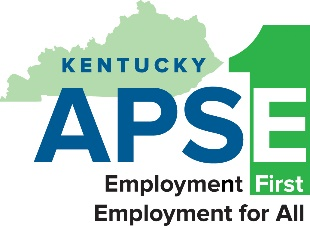 KENTUCKY
APSE
Employment First
Employment for All